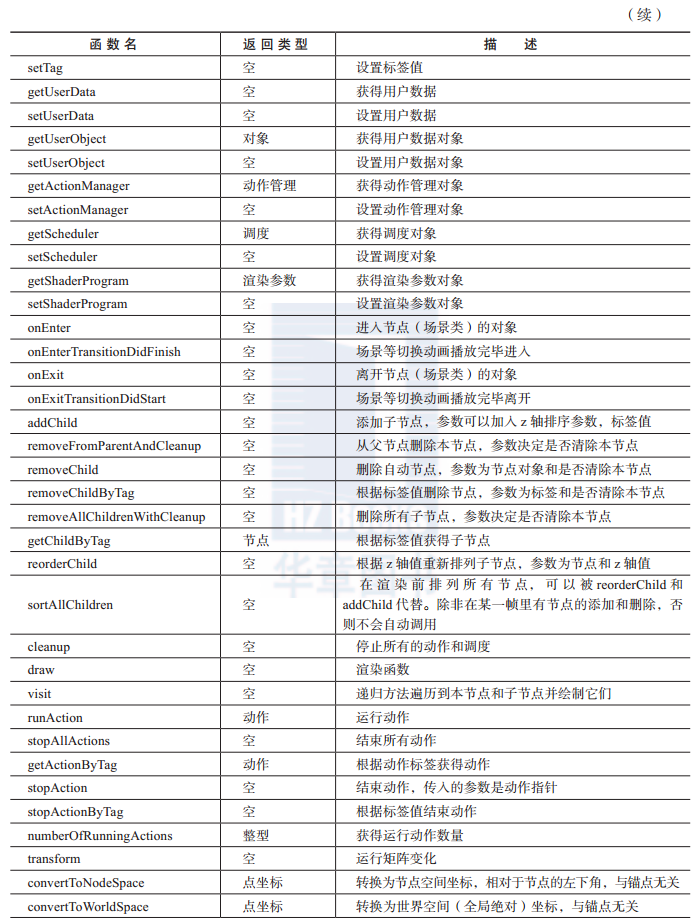 （续）
函数名 返回类型 描 述
setTag 空 设置标签值
getUserData 空 获得用户数据
setUserData 空 设置用户数据
getUserObject 对象 获得用户数据对象
setUserObject 空 设置用户数据对象
getActionManager 动作管理 获得动作管理对象
setActionManager 空 设置动作管理对象
getScheduler 调度 获得调度对象
setScheduler 空 设置调度对象
getShaderProgram 渲染参数 获得渲染参数对象
setShaderProgram 空 设置渲染参数对象
onEnter 空 进入节点（场景类）的对象
onEnterTransitionDidFinish 空 场景等切换动画播放完毕进入
onExit 空 离开节点（场景类）的对象
onExitTransitionDidStart 空 场景等切换动画播放完毕离开
addChild 空 添加子节点，参数可以加入 z 轴排序参数，标签值
removeFromParentAndCleanup 空 从父节点删除本节点，参数决定是否清除本节点
removeChild 空 删除自动节点，参数为节点对象和是否清除本节点
removeChildByTag 空 根据标签值删除节点，参数为标签和是否清除本节点
removeAllChildrenWithCleanup 空 删除所有子节点，参数决定是否清除本节点
getChildByTag 节点 根据标签值获得子节点
reorderChild 空 根据 z 轴值重新排列子节点，参数为节点和 z 轴值
sortAllChildren 空 在渲染前排列所有节点，可以被 reorderChild 和
addChild 代替。除非在某一帧里有节点的添加和删除，否
则不会自动调用
cleanup 空 停止所有的动作和调度
draw 空 渲染函数
visit 空 递归方法遍历到本节点和子节点并绘制它们
runAction 动作 运行动作
stopAllActions 空 结束所有动作
getActionByTag 动作 根据动作标签获得动作
stopAction 空 结束动作，传入的参数是动作指针
stopActionByTag 空 根据标签值结束动作
numberOfRunningActions 整型 获得运行动作数量
transform 空 运行矩阵变化
convertToNodeSpace 点坐标 转换为节点空间坐标，相对于节点的左下角，与锚点无关
convertToWorldSpace 点坐标 转换为世界空间（全局绝对）坐标，与锚点无关